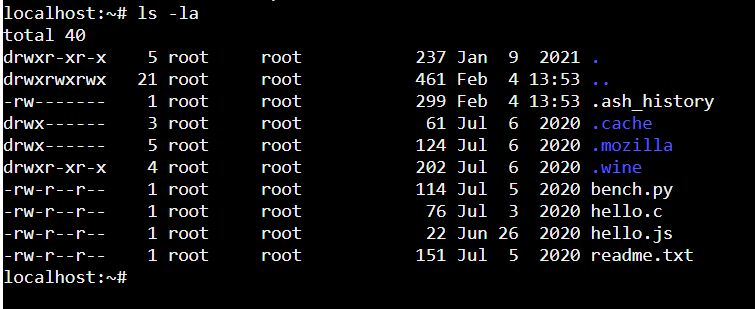 localhost:~# ls -la
total 40
drwxr-xr-x    5 root     root           237 Jan  9  2021 .
drwxrwxrwx   21 root     root           461 Feb  4 13:53 ..
-rw-------    1 root     root           299 Feb  4 13:53 .ash_history
drwx------    3 root     root            61 Jul  6  2020 .cache
drwx------    5 root     root           124 Jul  6  2020 .mozilla
drwxr-xr-x    4 root     root           202 Jul  6  2020 .wine
-rw-r--r--    1 root     root           114 Jul  5  2020 bench.py
-rw-r--r--    1 root     root            76 Jul  3  2020 hello.c
-rw-r--r--    1 root     root            22 Jun 26  2020 hello.js
-rw-r--r--    1 root     root           151 Jul  5  2020 readme.txt
localhost:~#